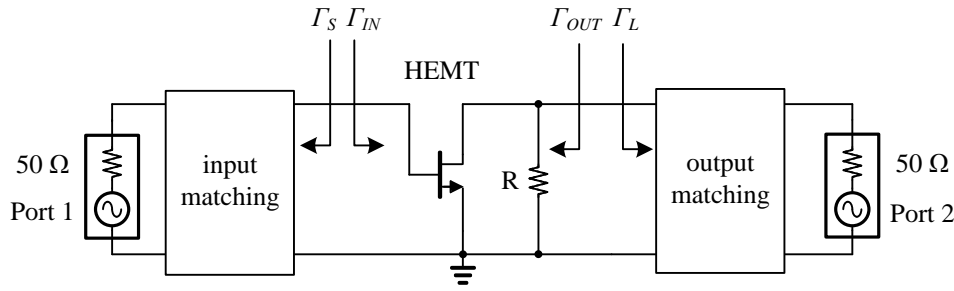 Γ_S Γ_IN
Γ_OUT Γ_L
HEMT
50 Ω
Port 1
input
matching
R
output
matching
50 Ω
Port 2